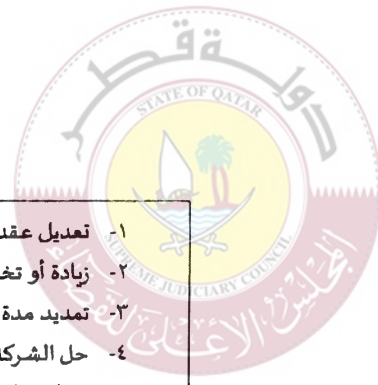 دولة قطر
STATE OF QATAR
SUPREME JUDICIARY COUNCIL
المجلس الأعلى للقضاء
١- تعديل عقد
٢- زيادة أو تخ
٣- تمديد مدة
٤- حل الشركة